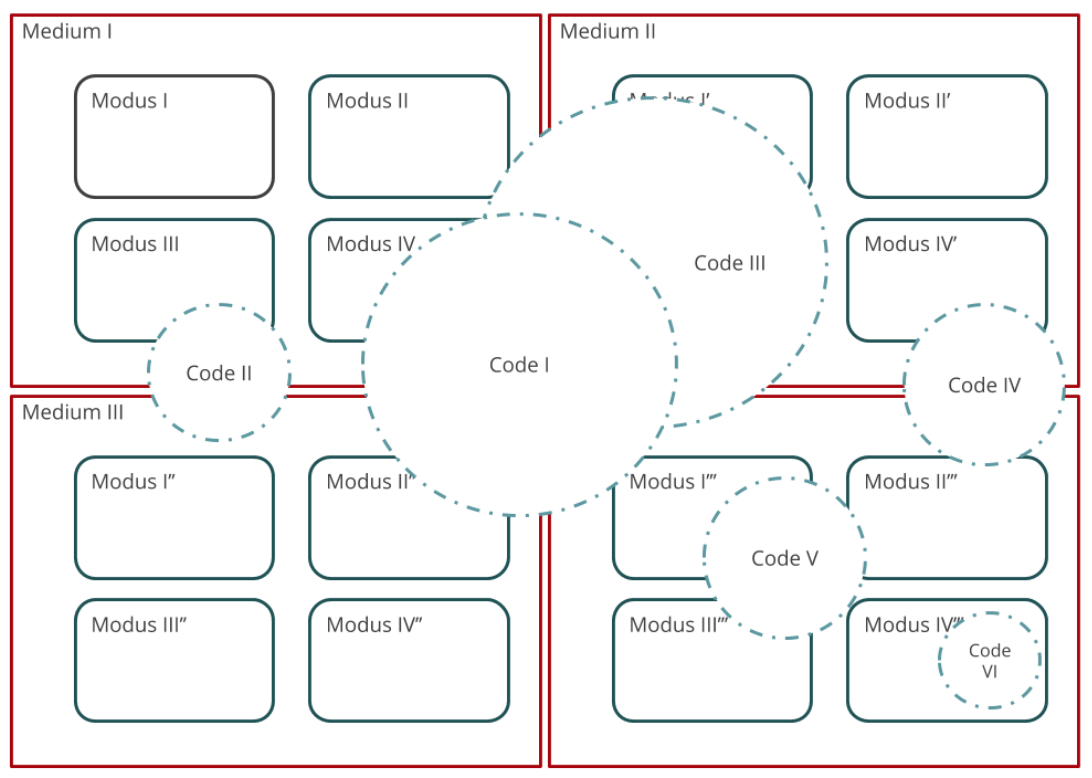 Medium I
Medium II
Modus I
Modus II
Modus I’
Modus II’
Modus III
Modus IV
Code III
Modus IV’
Code II
Code I
Code IV
Medium III
Modus I”
Modus II”
Modus I”’
Modus II”’
Code V
Modus III”
Modus IV”
Modus III”’
Modus IV”’
Code
VI